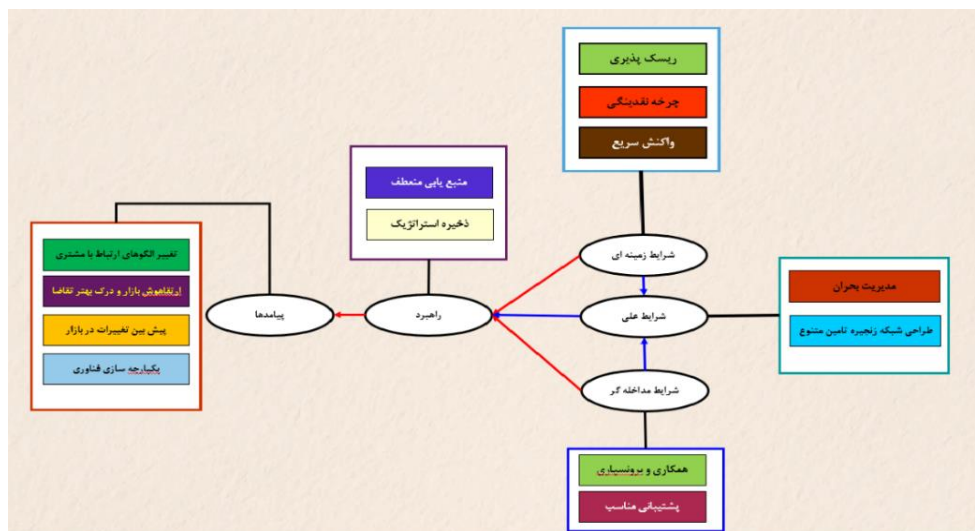 ریسک پذیری
چرخه نقدینگی
واکنش سریع
شرایط زمینه ای
مدیریت بحران
طراحی شبکه زنجیره تامین متنوع
شرایط علی
شرایط مداخله گر
همکاری و برونسپاری
پشتیبانی مناسب
منبع یابی منعطف
ذخیره استراتژیک
راهبرد
پیامدها
تغییر الگوهای ارتباط با مشتری
ارتقاهوش بازار و درک بهتر تقاضا
پیش بین تغییرات در بازار
یکپارچه سازی فناوری